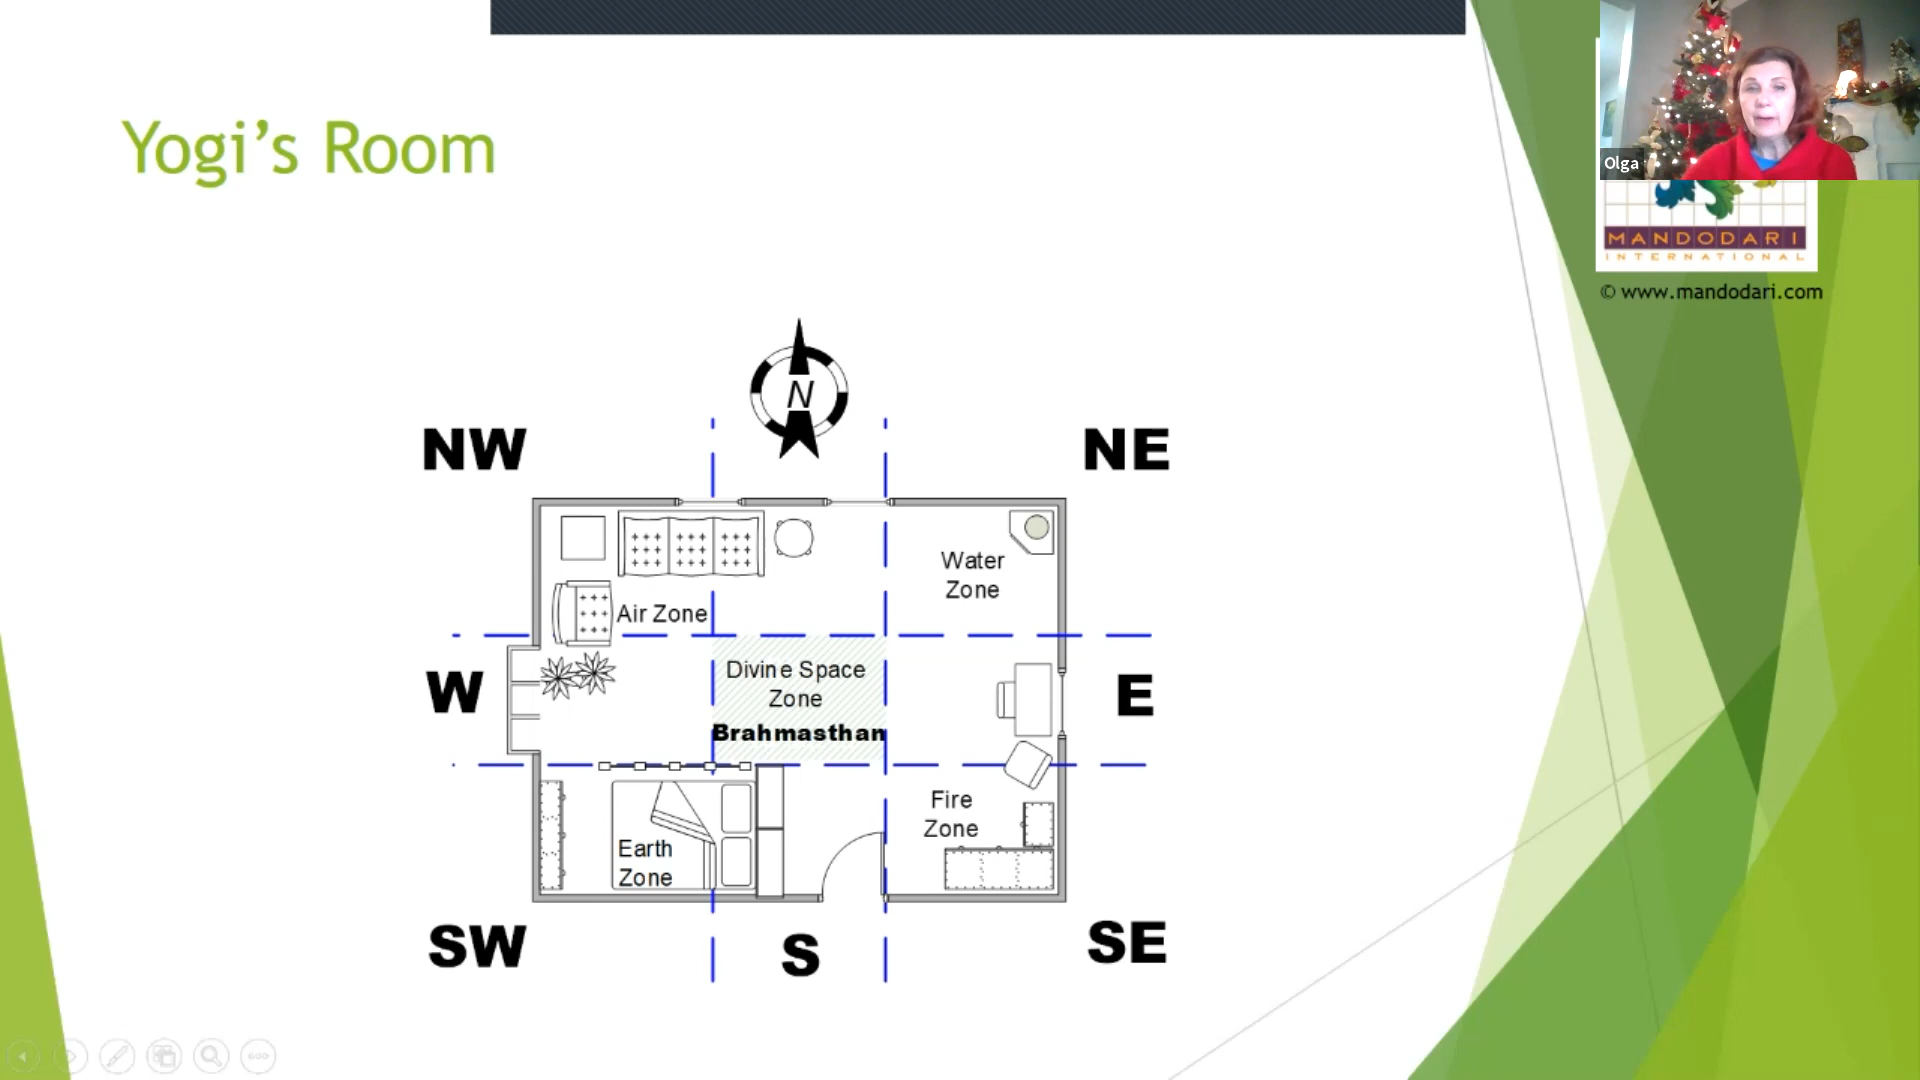 Yogi's Room
Olga
MANDODARI
INTERNATIONAL
© www.mandodari.com
N
NW
NE
Water
Zone
Air Zone
Divine Space
Zone
Brahmasthan
W
E
Fire
Zone
Earth
Zone
SW
S
SE